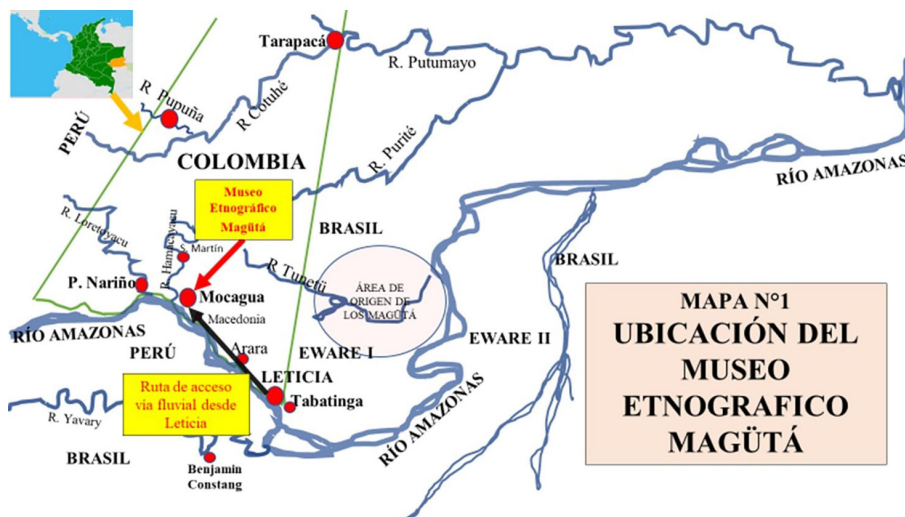 Tarapacá
R. Putumayo
R. Pupuña
R Cotuhé
PERÚ
COLOMBIA
R. Purité
RÍO AMAZONAS
Museo
Etnográfico
Magütá
R. Loretoyacu
R. Hamacayacu
S. Martín
BRASIL
R Tunetü
BRASIL
P. Nariño
Mocagua
ÁREA DE
ORIGEN DE
LOS MAGÜTÁ
Macedonia
RÍO AMAZONAS
PERÚ
Arara
EWARE I
EWARE II
LETICIA
Tabatinga
Ruta de acceso
vía fluvial desde
Leticia
RÍO AMAZONAS
R. Yavary
BRASIL
Benjamin
Constang
MAPA N°1
UBICACIÓN DEL
MUSEO
ETNOGRAFICO
MAGÜTÁ